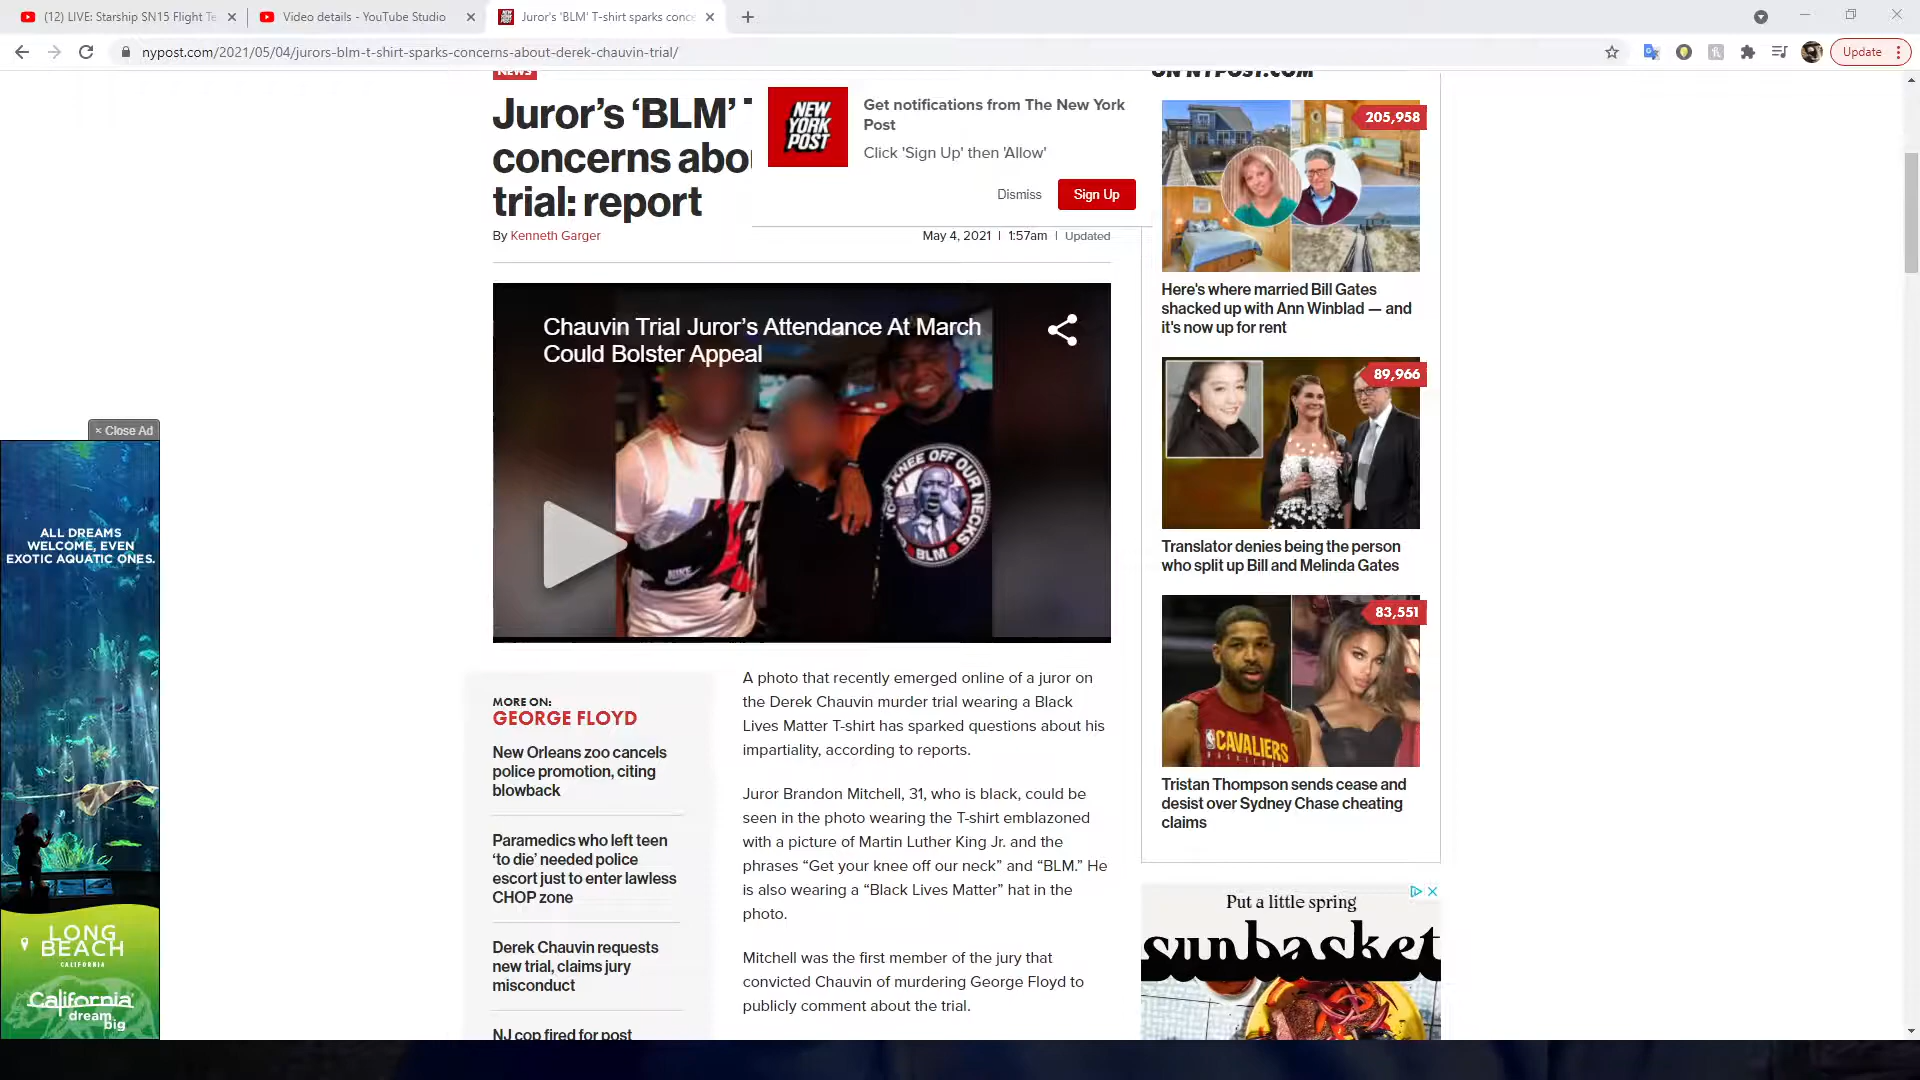 (12) LIVE: Starship SN15 Flight Te
Video details - YouTube Studio
Juror's 'BLM' T-shirt sparks conce
nypost.com/2021/05/04/jurors-blm-t-shirt-sparks-concerns-about-derek-chauvin-trial/
Update
NEWS
Juror's 'BLM'
concerns abo
trial: report
By Kenneth Garger
May 4, 2021 | 1:57am | Updated
NEW
YORK
POST
Get notifications from The New York
Post
Click 'Sign Up' then 'Allow'
Dismiss
Sign Up
Chauvin Trial Juror's Attendance At March
Could Bolster Appeal
YOUR KNEE OFF OUR NECKS
BLM
NIKE
MORE ON:
GEORGE FLOYD
New Orleans zoo cancels
police promotion, citing
blowback
Paramedics who left teen
'to die' needed police
escort just to enter lawless
CHOP zone
Derek Chauvin requests
new trial, claims jury
misconduct
NJ cop fired for post
A photo that recently emerged online of a juror on
the Derek Chauvin murder trial wearing a Black
Lives Matter T-shirt has sparked questions about his
impartiality, according to reports.
Juror Brandon Mitchell, 31, who is black, could be
seen in the photo wearing the T-shirt emblazoned
with a picture of Martin Luther King Jr. and the
phrases “Get your knee off our neck” and “BLM.” He
is also wearing a “Black Lives Matter” hat in the
photo.
Mitchell was the first member of the jury that
convicted Chauvin of murdering George Floyd to
publicly comment about the trial.
ON NYPOST.COM
205,958
Here's where married Bill Gates
shacked up with Ann Winblad — and
it's now up for rent
89,966
Translator denies being the person
who split up Bill and Melinda Gates
83,551
CAVALIERS
Tristan Thompson sends cease and
desist over Sydney Chase cheating
claims
Put a little spring
sunbasket
× Close Ad
ALL DREAMS
WELCOME, EVEN
EXOTIC AQUATIC ONES.
LONG
BEACH
CALIFORNIA
California
dream
big